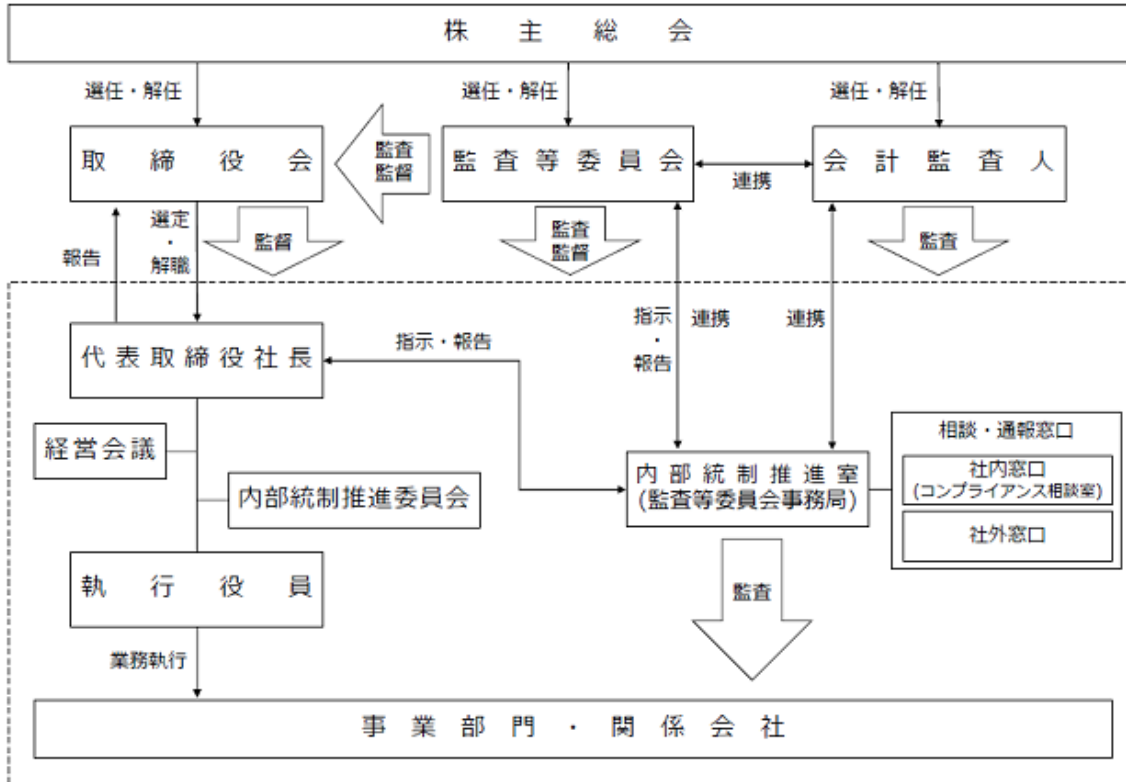 株主総会
選任・解任
選任・解任
選任・解任
取締役会
監査
監督
監査等委員会
連携
会計監査人
報告
選定
・
解職
監督
監査
監督
監査
代表取締役社長
指示・報告
指示
・
報告
連携
連携
経営会議
内部統制推進委員会
内部統制推進室
(監査等委員会事務局)
相談・通報窓口
社内窓口
(コンプライアンス相談室)
社外窓口
執行役員
監査
業務執行
事業部門・関係会社